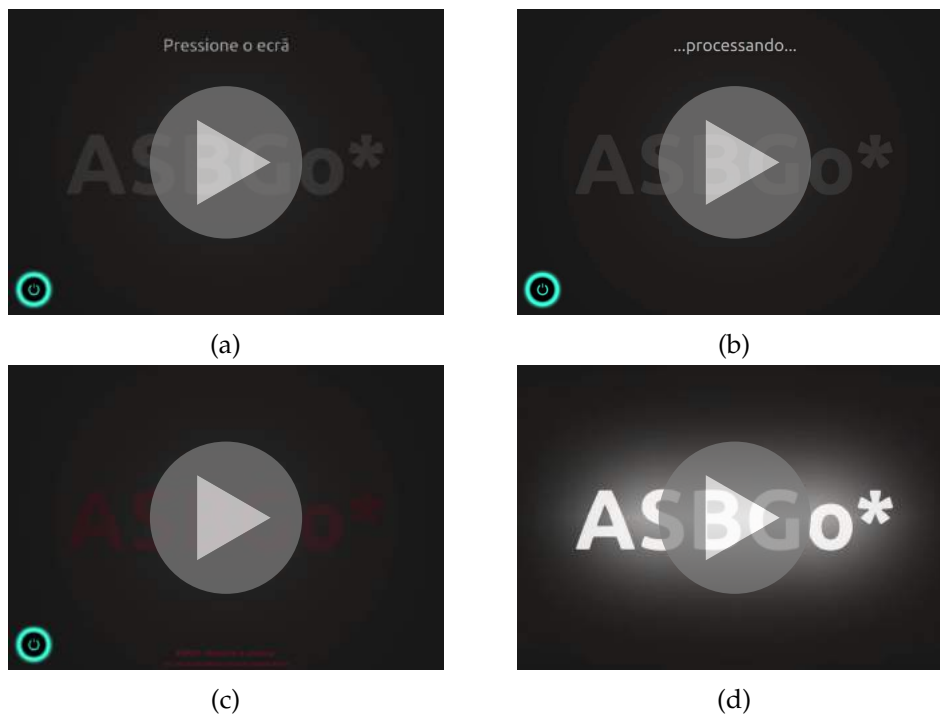 Pressione o ecrã
ASBGo*
(a)
...processando...
ASBGo*
(b)
ASBGo*
(c)
ASBGo*
(d)